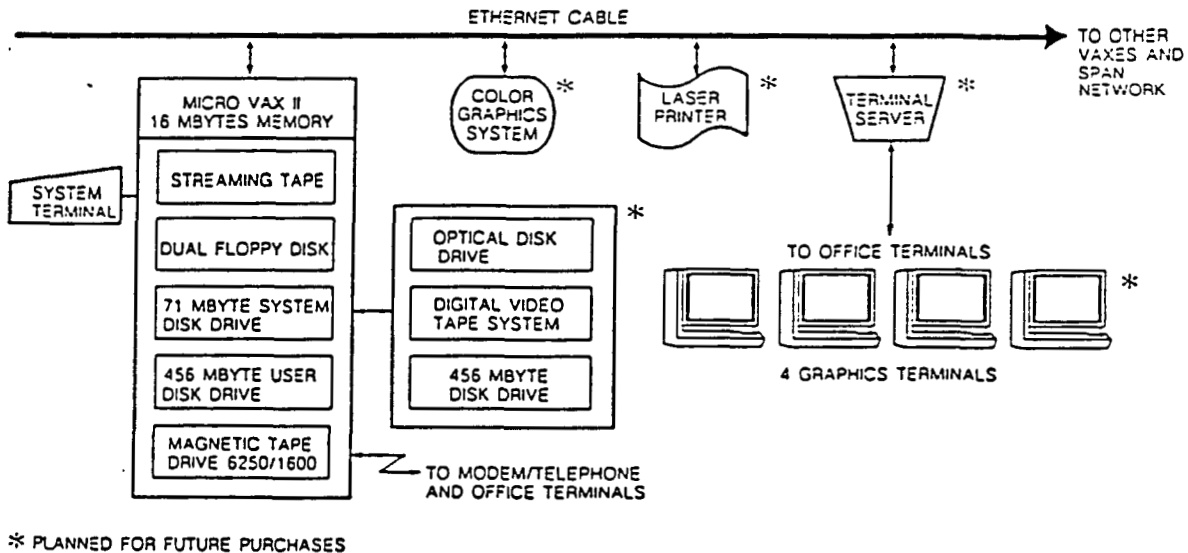 ETHERNET CABLE
TO OTHER
VAXES AND
SPAN
NETWORK
MICRO VAX II
16 MBYTES MEMORY
COLOR
GRAPHICS
SYSTEM
*
LASER
PRINTER
*
TERMINAL
SERVER
*
SYSTEM
TERMINAL
STREAMING TAPE
DUAL FLOPPY DISK
71 MBYTE SYSTEM
DISK DRIVE
456 MBYTE USER
DISK DRIVE
MAGNETIC TAPE
DRIVE 6250/1600
*
OPTICAL DISK
DRIVE
DIGITAL VIDEO
TAPE SYSTEM
456 MBYTE
DISK DRIVE
TO OFFICE TERMINALS
*
4 GRAPHICS TERMINALS
TO MODEM/TELEPHONE
AND OFFICE TERMINALS
* PLANNED FOR FUTURE PURCHASES